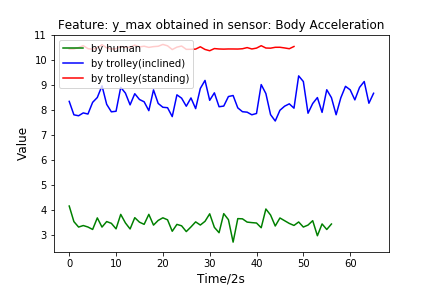 Feature: y_max obtained in sensor: Body Acceleration
by human
by trolley(inclined)
by trolley(standing)
Value
11
10
9
8
7
6
5
4
3
0
10
20
30
40
50
60
Time/2s